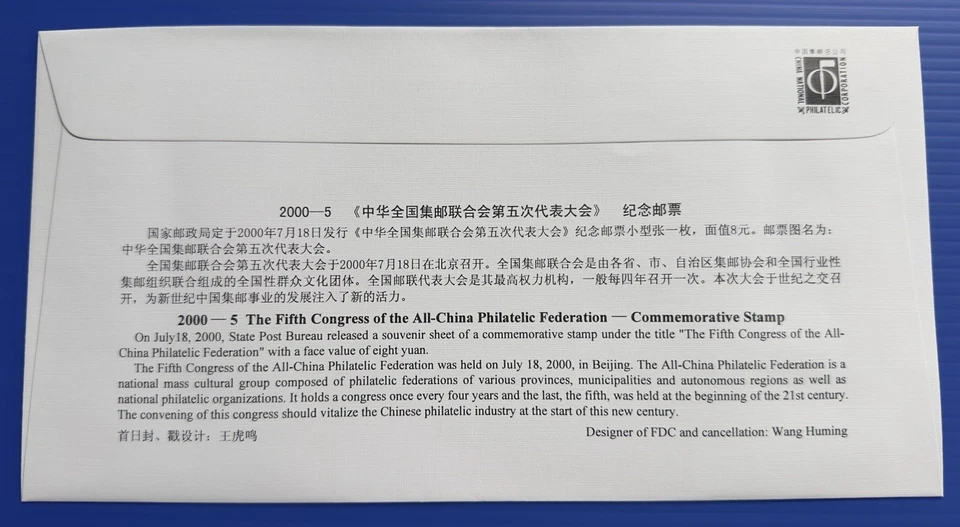 中国集邮总公司
CHINA NATIONAL
PHILATELIC
CORPORATION
2000—5 《中华全国集邮联合会第五次代表大会》 纪念邮票
国家邮政局定于2000年7月18日发行《中华全国集邮联合会第五次代表大会》纪念邮票小型张一枚，面值8元。邮票图名为：
中华全国集邮联合会第五次代表大会。
全国集邮联合会第五次代表大会于2000年7月18日在北京召开。全国集邮联合会是由各省、市、自治区集邮协会和全国行业性
集邮组织联合组成的全国性群众文化团体。全国邮联代表大会是其最高权力机构，一般每四年召开一次。本次大会于世纪之交召
开，为新世纪中国集邮事业的发展注入了新的活力。
2000 — 5 The Fifth Congress of the All-China Philatelic Federation — Commemorative Stamp
On July18, 2000, State Post Bureau released a souvenir sheet of a commemorative stamp under the title "The Fifth Congress of the All-
China Philatelic Federation" with a face value of eight yuan.
The Fifth Congress of the All-China Philatelic Federation was held on July 18, 2000, in Beijing. The All-China Philatelic Federation is a
national mass cultural group composed of philatelic federations of various provinces, municipalities and autonomous regions as well as
national philatelic organizations. It holds a congress once every four years and the last, the fifth, was held at the beginning of the 21st century.
The convening of this congress should vitalize the Chinese philatelic industry at the start of this new century.
首日封、戳设计：王虎鸣 Designer of FDC and cancellation: Wang Huming